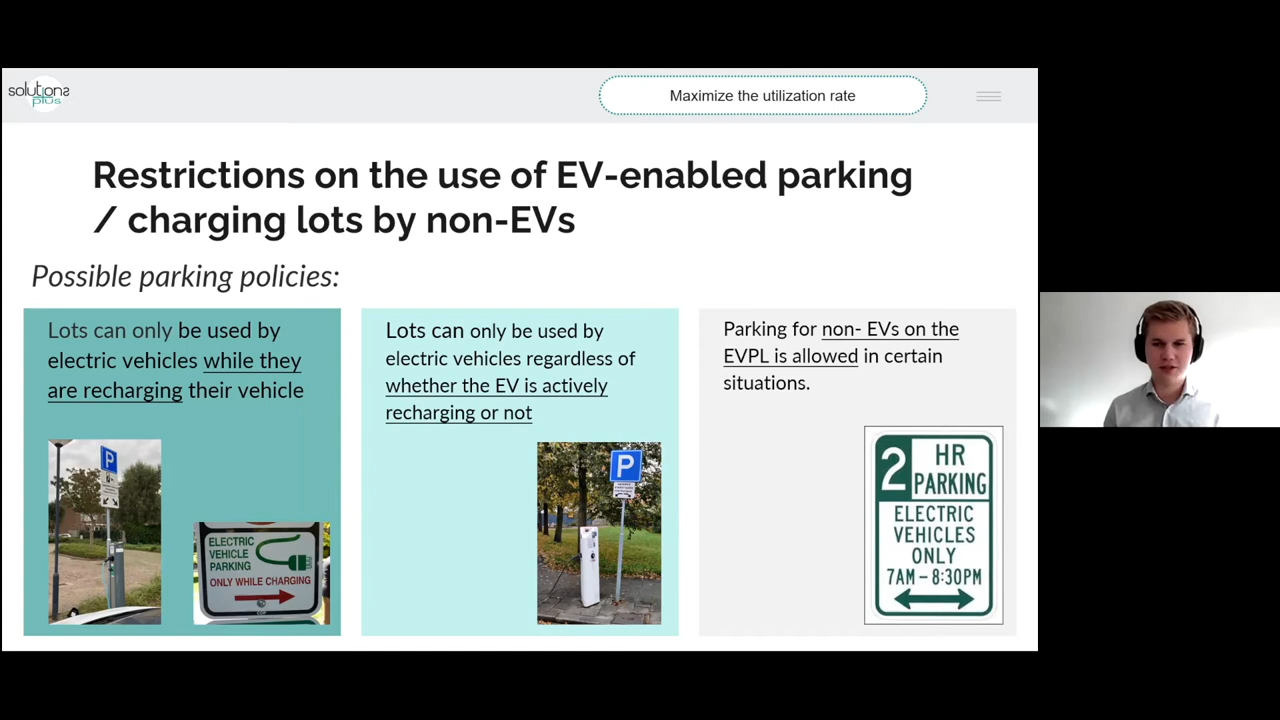 solutions
plus
Maximize the utilization rate
Restrictions on the use of EV-enabled parking
/ charging lots by non-EVs
Possible parking policies:
Lots can only be used by
electric vehicles while they
are recharging their vehicle
P
ELECTRIC
VEHICLE
PARKING
ONLY WHILE CHARGING
Lots can only be used by
electric vehicles regardless of
whether the EV is actively
recharging or not
P
Parking for non- EVs on the
EVPL is allowed in certain
situations.
2 HR
PARKING
ELECTRIC
VEHICLES
ONLY
7AM – 8:30PM